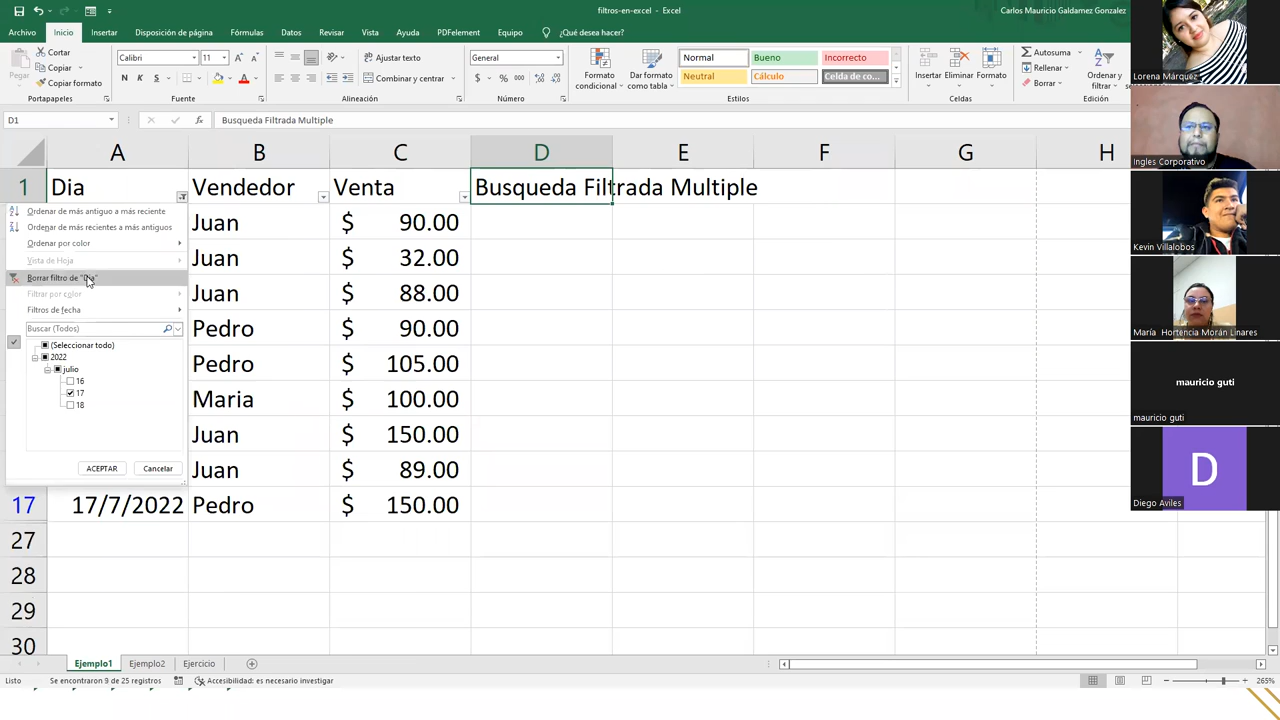 filtros-en-excel - Excel
Carlos Mauricio Galdamez Gonzalez
Archivo Inicio Insertar Disposición de página Fórmulas Datos Revisar Vista Ayuda PDFelement Equipo ¿Qué desea hacer?
Pegar
Cortar
Copiar
Copiar formato
Portapapeles
Calibri 11
N K S
Fuente
Ajustar texto
Combinar y centrar
Alineación
General
$ % 000
Número
Formato condicional
Dar formato como tabla
Normal Bueno Incorrecto
Neutral Cálculo Celda de co...
Estilos
Insertar Eliminar Formato
Celdas
Autosuma
Rellenar
Borrar
Ordenar y filtrar
Edición
D1 fx Busqueda Filtrada Multiple
A B C D E F G H
1 Dia Vendedor Venta Busqueda Filtrada Multiple
Juan $ 90.00
Juan $ 32.00
Juan $ 88.00
Pedro $ 90.00
Pedro $ 105.00
Maria $ 100.00
Juan $ 150.00
Juan $ 89.00
17 17/7/2022 Pedro $ 150.00
27
28
29
30
Ordenar de más antiguo a más reciente
Ordenar de más recientes a más antiguos
Ordenar por color
Vista de Hoja
Borrar filtro de "Dia"
Filtrar por color
Filtros de fecha
Buscar (Todos)
(Seleccionar todo)
2022
julio
16
17
18
ACEPTAR Cancelar
Ejemplo1 Ejemplo2 Ejercicio
Listo Se encontraron 9 de 25 registros Accesibilidad: es necesario investigar 265%
Lorena Márquez
Ingles Corporativo
Kevin Villalobos
María Hortencia Morán Linares
mauricio guti
mauricio guti
D
Diego Aviles